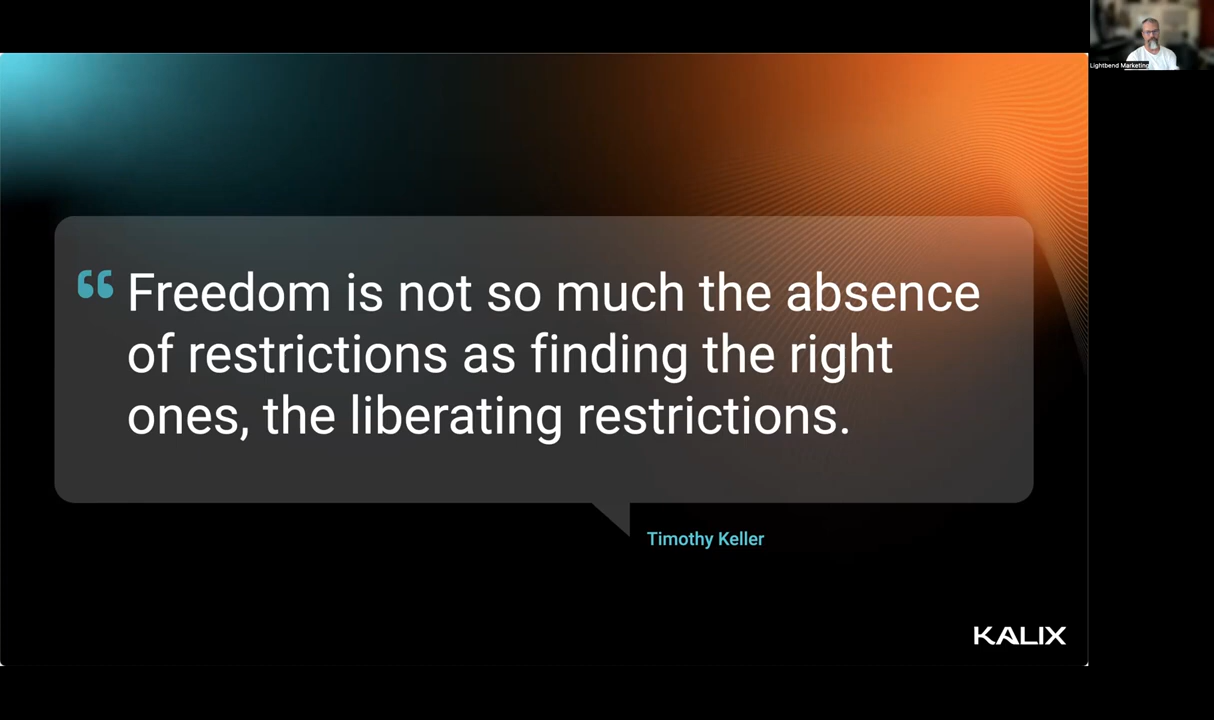 Lightbend Marketing
“ Freedom is not so much the absence
of restrictions as finding the right
ones, the liberating restrictions.
Timothy Keller
KALIX